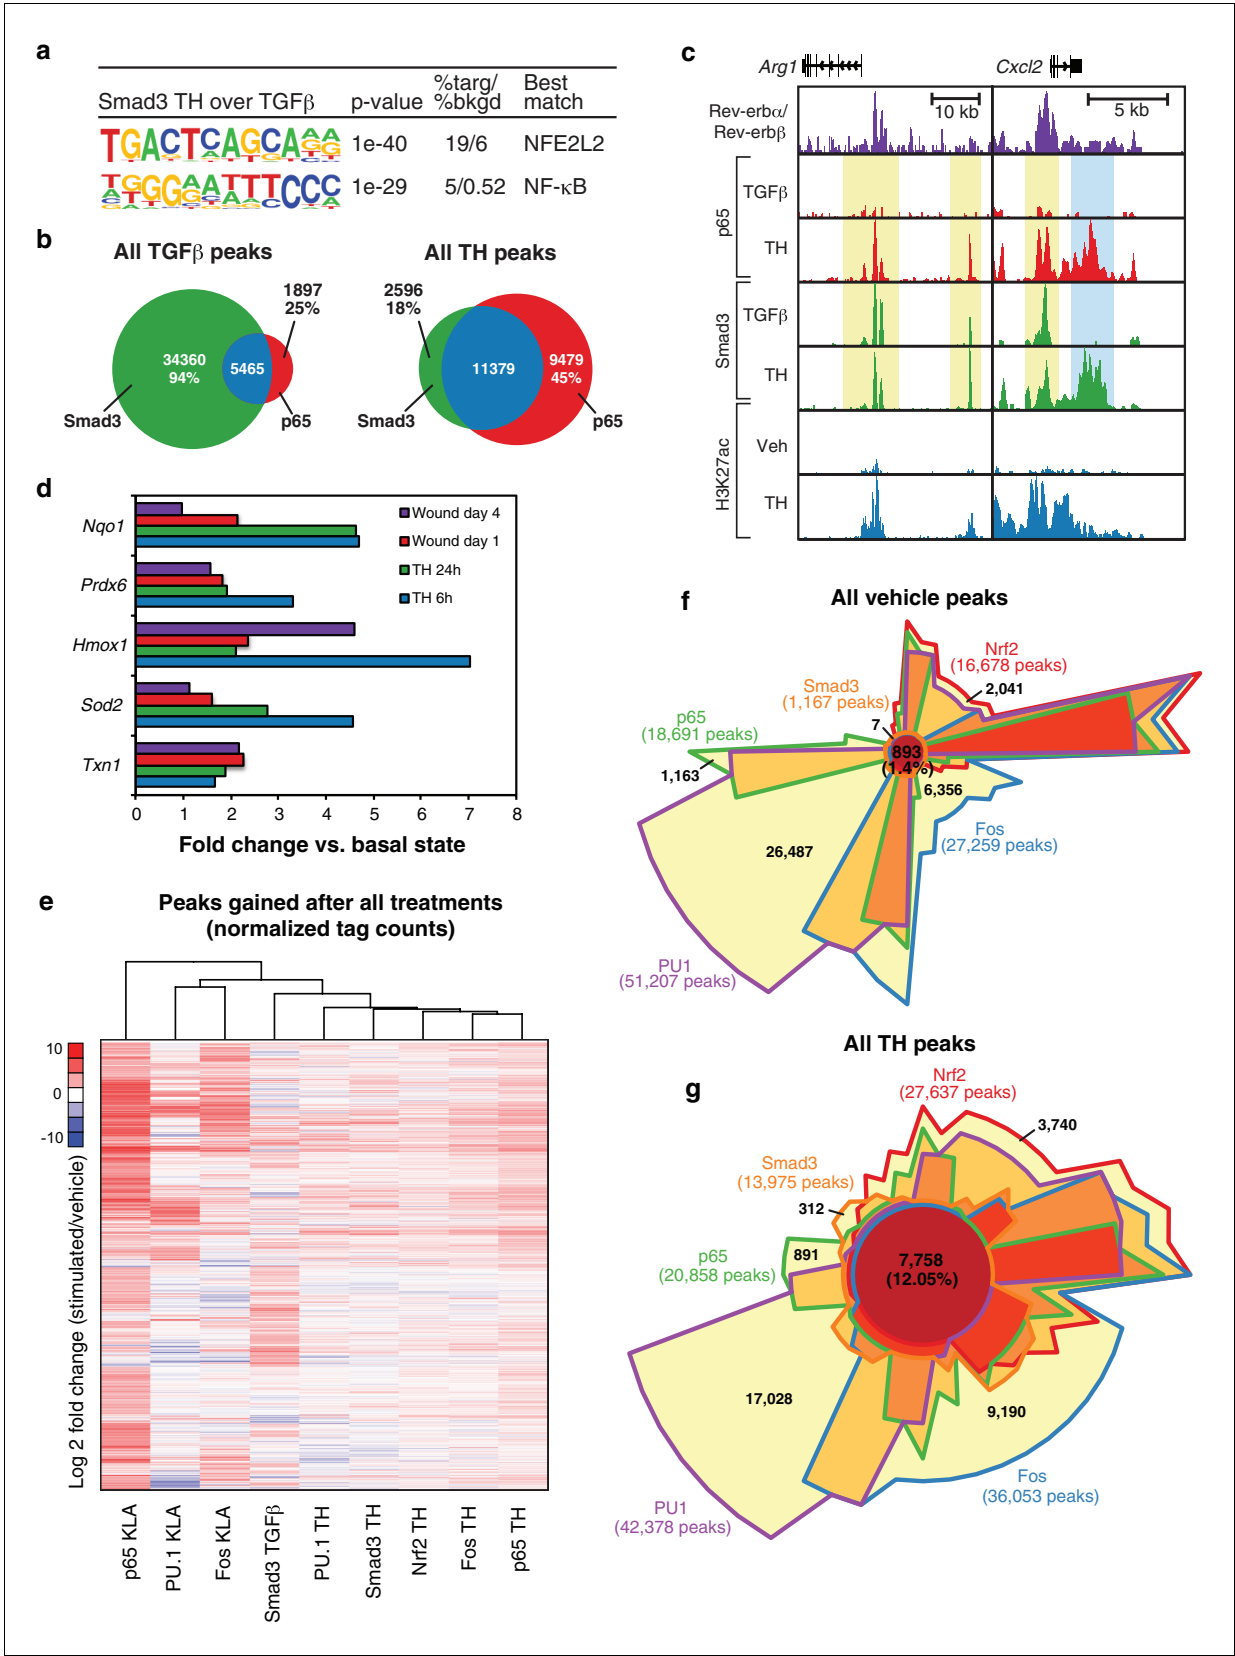 a
Smad3 TH over TGFβ
p-value
%targ/
%bkgd
Best
match
TGACTCAGCA
1e-40
19/6
NFE2L2
TGGGAATTTCCC
1e-29
5/0.52
NF-κB
b
All TGFβ peaks
1897
25%
34360
94%
5465
Smad3
p65
All TH peaks
2596
18%
11379
9479
45%
Smad3
p65
c
Arg1
Cxcl2
Rev-erbα/
Rev-erbβ
10 kb
5 kb
p65
TGFβ
TH
Smad3
TGFβ
TH
H3K27ac
Veh
TH
d
Nqo1
Prdx6
Hmox1
Sod2
Txn1
Wound day 4
Wound day 1
TH 24h
TH 6h
0 1 2 3 4 5 6 7 8
Fold change vs. basal state
e
Peaks gained after all treatments
(normalized tag counts)
10
0
-10
Log 2 fold change (stimulated/vehicle)
p65 KLA
PU.1 KLA
Fos KLA
Smad3 TGFβ
PU.1 TH
Smad3 TH
Nrf2 TH
Fos TH
p65 TH
f
All vehicle peaks
Nrf2
(16,678 peaks)
2,041
Smad3
(1,167 peaks)
7
p65
(18,691 peaks)
1,163
893
(1.4%)
6,356
Fos
(27,259 peaks)
26,487
PU1
(51,207 peaks)
All TH peaks
g
Nrf2
(27,637 peaks)
3,740
Smad3
(13,975 peaks)
312
p65
(20,858 peaks)
891
7,758
(12.05%)
17,028
9,190
Fos
(36,053 peaks)
PU1
(42,378 peaks)